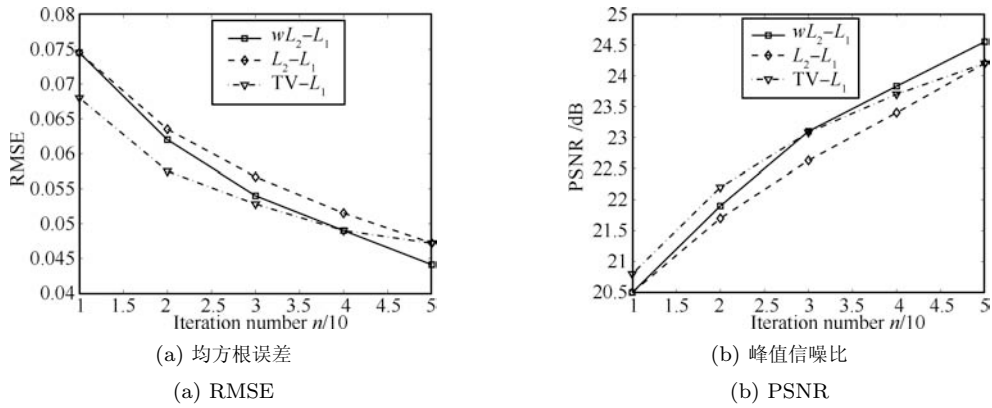 0.08
0.075
0.07
0.065
0.06
0.055
0.05
0.045
0.04
RMSE
wL₂−L₁
L₂−L₁
TV−L₁
1 1.5 2 2.5 3 3.5 4 4.5 5
Iteration number n/10
(a) 均方根误差
(a) RMSE
25
24.5
24
23.5
23
22.5
22
21.5
21
20.5
PSNR /dB
wL₂−L₁
L₂−L₁
TV−L₁
1 1.5 2 2.5 3 3.5 4 4.5 5
Iteration number n/10
(b) 峰值信噪比
(b) PSNR